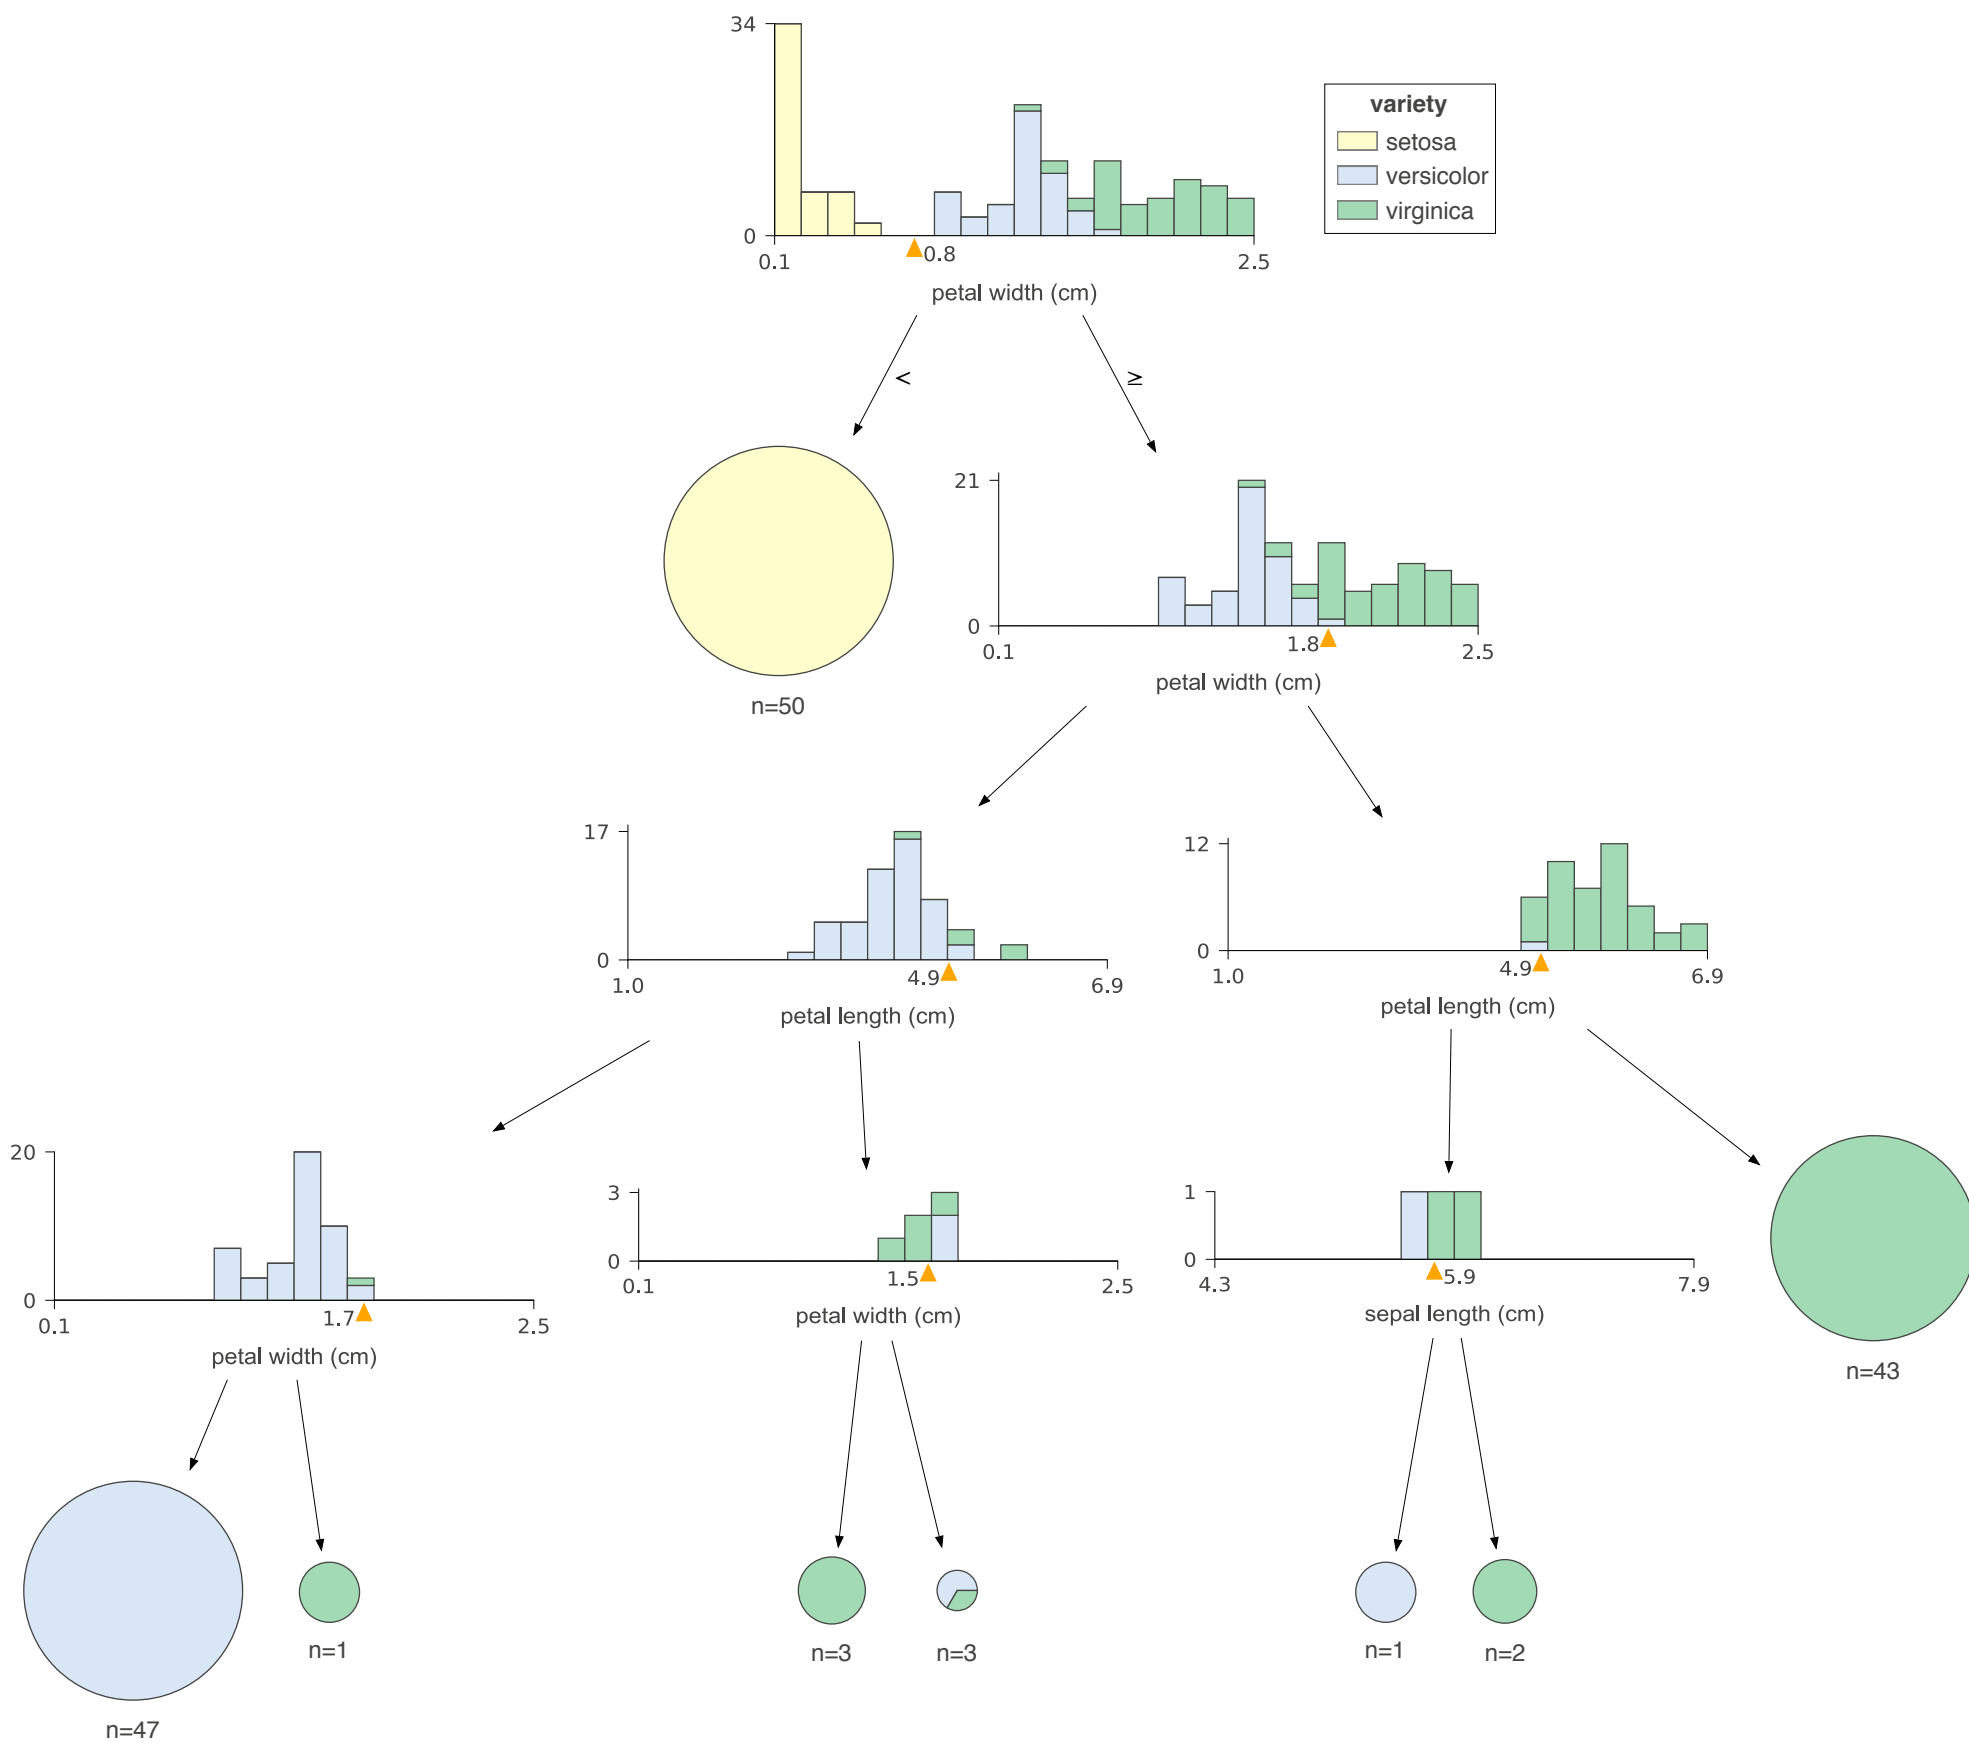 34
variety
setosa
versicolor
virginica
0
0.8
0.1
2.5
petal width (cm)
<
≥
21
0
1.8
0.1
2.5
petal width (cm)
n=50
17
0
4.9
1.0
6.9
petal length (cm)
12
0
4.9
1.0
6.9
petal length (cm)
20
0
1.7
0.1
2.5
petal width (cm)
3
0
1.5
0.1
2.5
petal width (cm)
1
0
5.9
4.3
7.9
sepal length (cm)
n=43
n=47
n=1
n=3
n=3
n=1
n=2